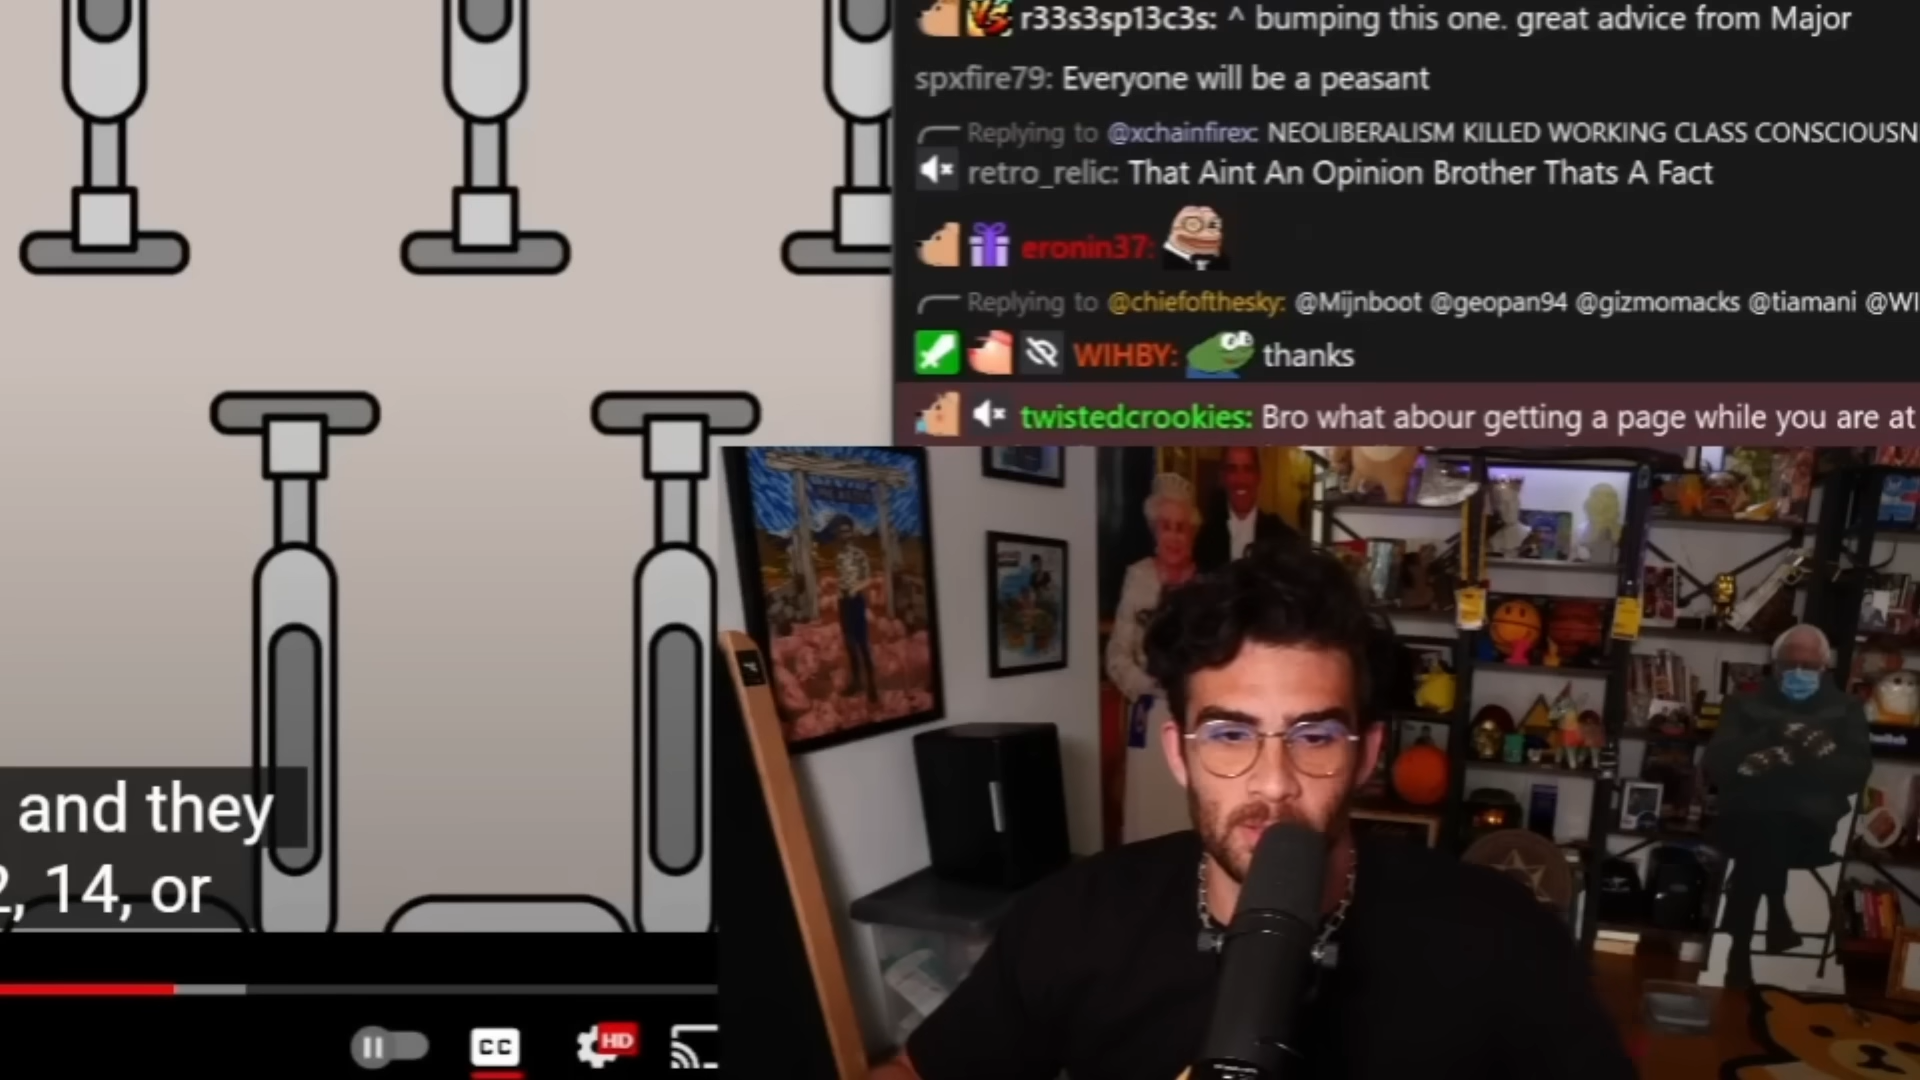 r33s3sp13c3s: ^ bumping this one. great advice from Major
spxfire79: Everyone will be a peasant
Replying to @xchainfirex: NEOLIBERALISM KILLED WORKING CLASS CONSCIOUSN
retro_relic: That Aint An Opinion Brother Thats A Fact
eronin37:
Replying to @chiefofthesky: @Mijnboot @geopan94 @gizmomacks @tiamani @WI
WIHBY: thanks
twistedcrookies: Bro what abour getting a page while you are at
and they
2, 14, or
CC
HD